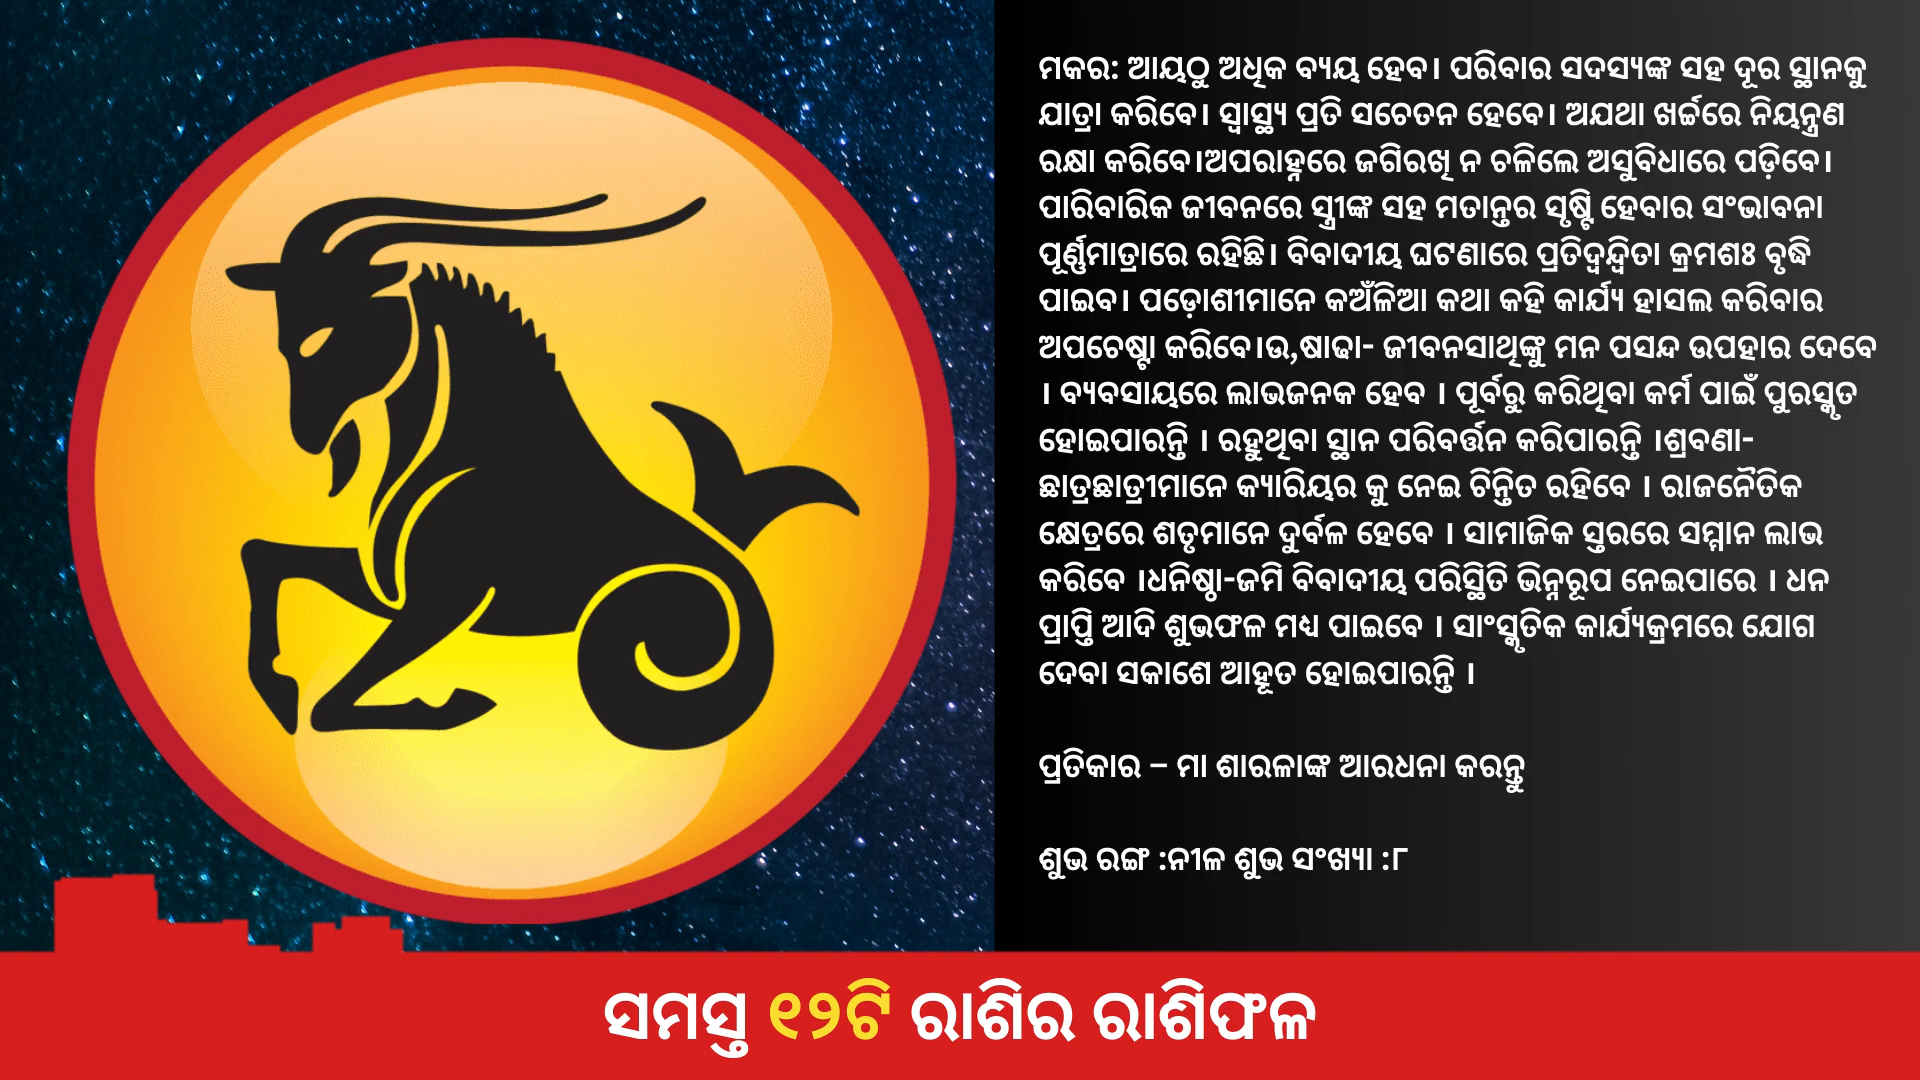 ମକର: ଆୟଠୁ ଅଧିକ ବ୍ୟୟ ହେବ। ପରିବାର ସଦସ୍ୟଙ୍କ ସହ ଦୂର ସ୍ଥାନକୁ
ଯାତ୍ରା କରିବେ। ସ୍ୱାସ୍ଥ୍ୟ ପ୍ରତି ସଚେତନ ହେବେ। ଅଯଥା ଖର୍ଚ୍ଚରେ ନିୟନ୍ତ୍ରଣ
ରକ୍ଷା କରିବେ।ଅପରାହ୍ନରେ ଜଗିରଖି ନ ଚଳିଲେ ଅସୁବିଧାରେ ପଡ଼ିବେ।
ପାରିବାରିକ ଜୀବନରେ ସ୍ତ୍ରୀଙ୍କ ସହ ମତାନ୍ତର ସୃଷ୍ଟି ହେବାର ସଂଭାବନା
ପୂର୍ଣ୍ଣମାତ୍ରାରେ ରହିଛି। ବିବାଦୀୟ ଘଟଣାରେ ପ୍ରତିଦ୍ୱନ୍ଦ୍ୱିତା କ୍ରମଶଃ ବୃଦ୍ଧି
ପାଇବ। ପଡ଼ୋଶୀମାନେ କଅଁଳିଆ କଥା କହି କାର୍ଯ୍ୟ ହାସଲ କରିବାର
ଅପଚେଷ୍ଟା କରିବେ।ଉ,ଷାଢା- ଜୀବନସାଥିଙ୍କୁ ମନ ପସନ୍ଦ ଉପହାର ଦେବେ
। ବ୍ୟବସାୟରେ ଲାଭଜନକ ହେବ । ପୂର୍ବରୁ କରିଥିବା କର୍ମ ପାଇଁ ପୁରସ୍କୃତ
ହୋଇପାରନ୍ତି । ରହୁଥିବା ସ୍ଥାନ ପରିବର୍ତ୍ତନ କରିପାରନ୍ତି ।ଶ୍ରବଣା-
ଛାତ୍ରଛାତ୍ରୀମାନେ କ୍ୟାରିୟର କୁ ନେଇ ଚିନ୍ତିତ ରହିବେ । ରାଜନୈତିକ
କ୍ଷେତ୍ରରେ ଶତୃମାନେ ଦୁର୍ବଳ ହେବେ । ସାମାଜିକ ସ୍ତରରେ ସମ୍ମାନ ଲାଭ
କରିବେ ।ଧନିଷ୍ଠା-ଜମି ବିବାଦୀୟ ପରିସ୍ଥିତି ଭିନ୍ନରୂପ ନେଇପାରେ । ଧନ
ପ୍ରାପ୍ତି ଆଦି ଶୁଭଫଳ ମଧ୍ୟ ପାଇବେ । ସାଂସ୍କୃତିକ କାର୍ଯ୍ୟକ୍ରମରେ ଯୋଗ
ଦେବା ସକାଶେ ଆହୂତ ହୋଇପାରନ୍ତି ।
ପ୍ରତିକାର – ମା ଶାରଳାଙ୍କ ଆରଧନା କରନ୍ତୁ
ଶୁଭ ରଙ୍ଗ :ନୀଳ ଶୁଭ ସଂଖ୍ୟା :୮
ସମସ୍ତ ୧୨ଟି ରାଶିର ରାଶିଫଳ